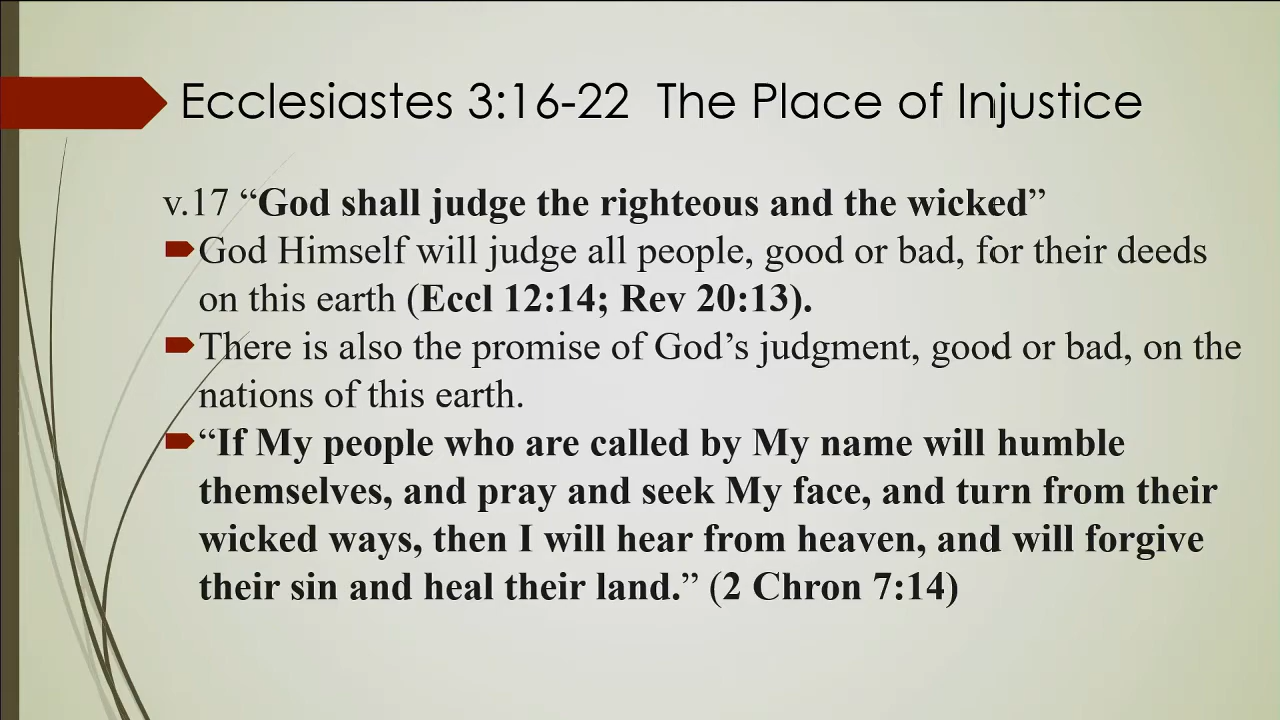 Ecclesiastes 3:16-22  The Place of Injustice
v.17 “God shall judge the righteous and the wicked”
God Himself will judge all people, good or bad, for their deeds
on this earth (Eccl 12:14; Rev 20:13).
There is also the promise of God’s judgment, good or bad, on the
nations of this earth.
“If My people who are called by My name will humble
themselves, and pray and seek My face, and turn from their
wicked ways, then I will hear from heaven, and will forgive
their sin and heal their land.” (2 Chron 7:14)